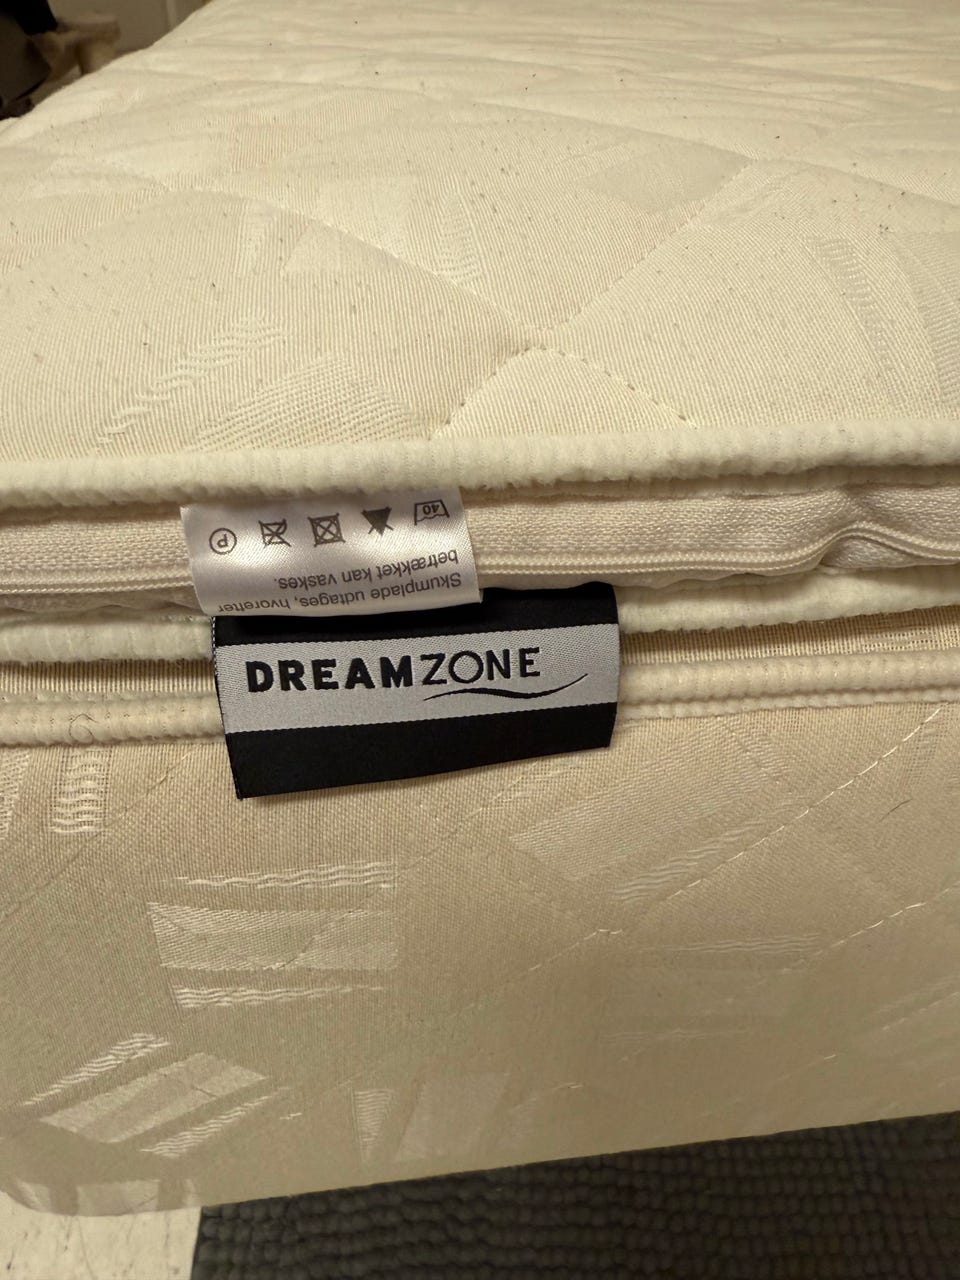 40
P
Skumplade udtages, hvorefter
betrækket kan vaskes.
DREAMZONE